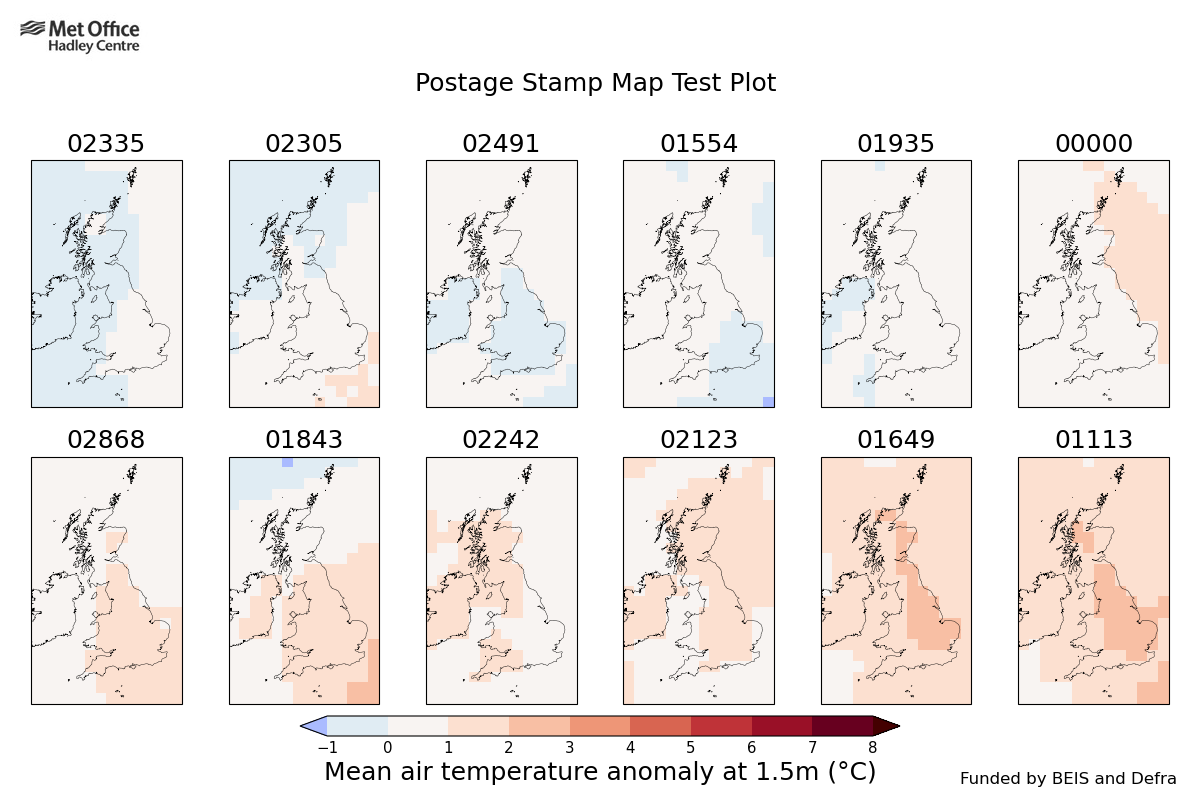 Met Office
Hadley Centre
Postage Stamp Map Test Plot
02335 02305 02491 01554 01935 00000
02868 01843 02242 02123 01649 01113
−1 0 1 2 3 4 5 6 7 8
Mean air temperature anomaly at 1.5m (°C)
Funded by BEIS and Defra